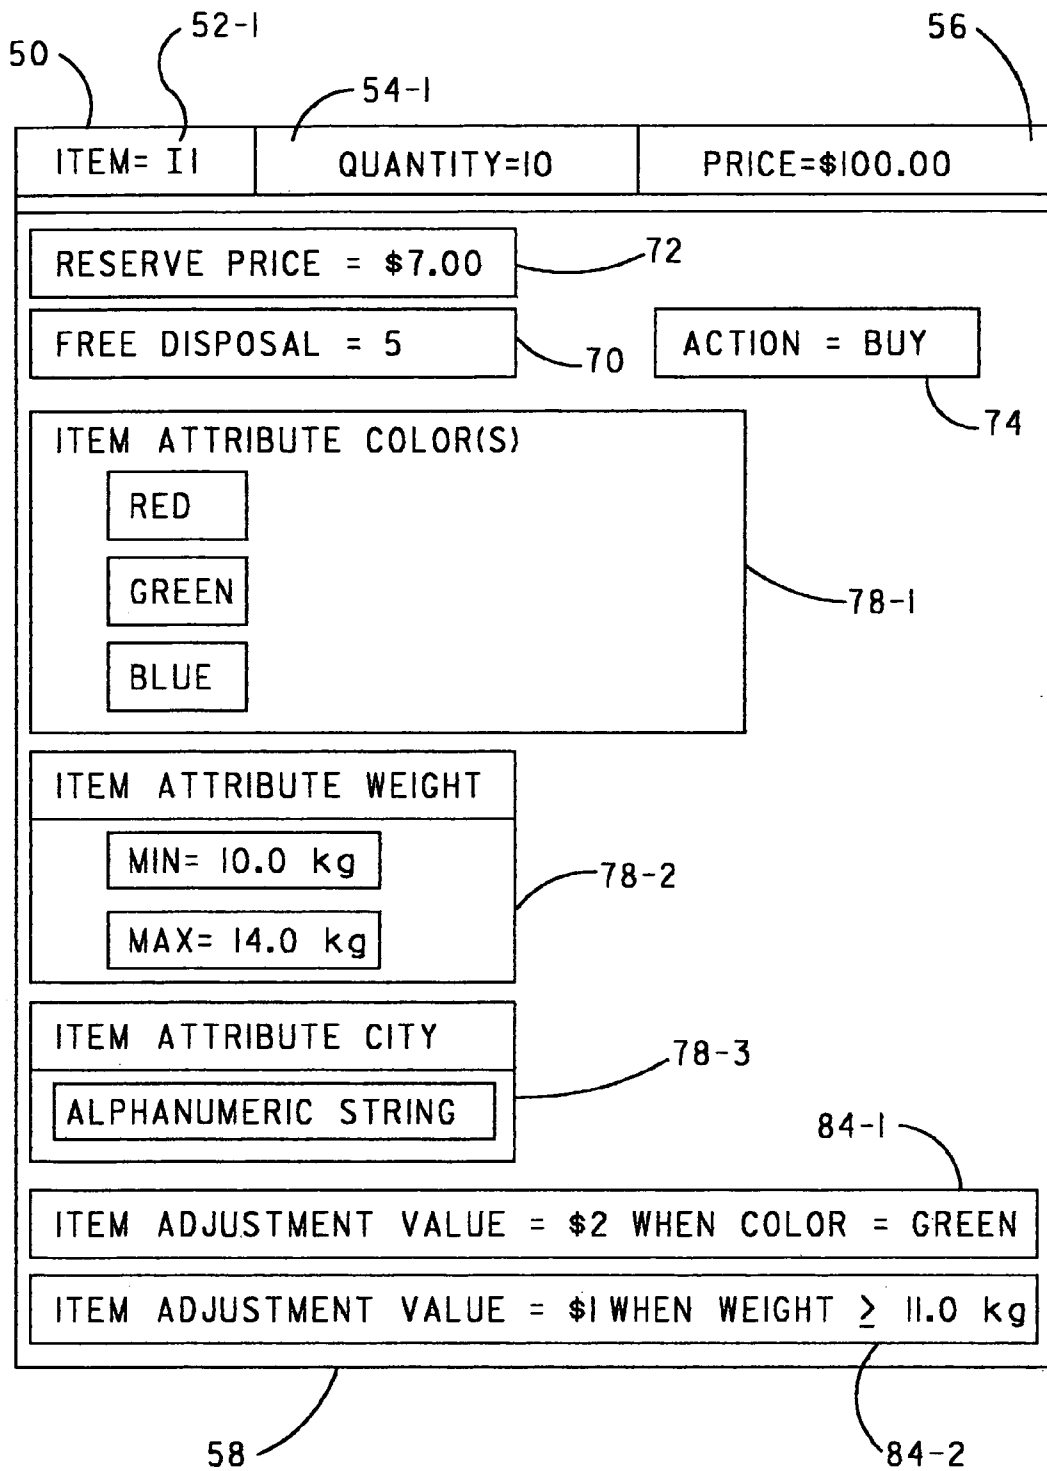 52-1
56
50
54-1
ITEM= I1 QUANTITY=10 PRICE=$100.00
RESERVE PRICE = $7.00
72
FREE DISPOSAL = 5
70
ACTION = BUY
74
ITEM ATTRIBUTE COLOR(S)
RED
GREEN
BLUE
78-1
ITEM ATTRIBUTE WEIGHT
MIN= 10.0 kg
MAX= 14.0 kg
78-2
ITEM ATTRIBUTE CITY
ALPHANUMERIC STRING
78-3
84-1
ITEM ADJUSTMENT VALUE = $2 WHEN COLOR = GREEN
ITEM ADJUSTMENT VALUE = $1 WHEN WEIGHT ≥ 11.0 kg
58
84-2